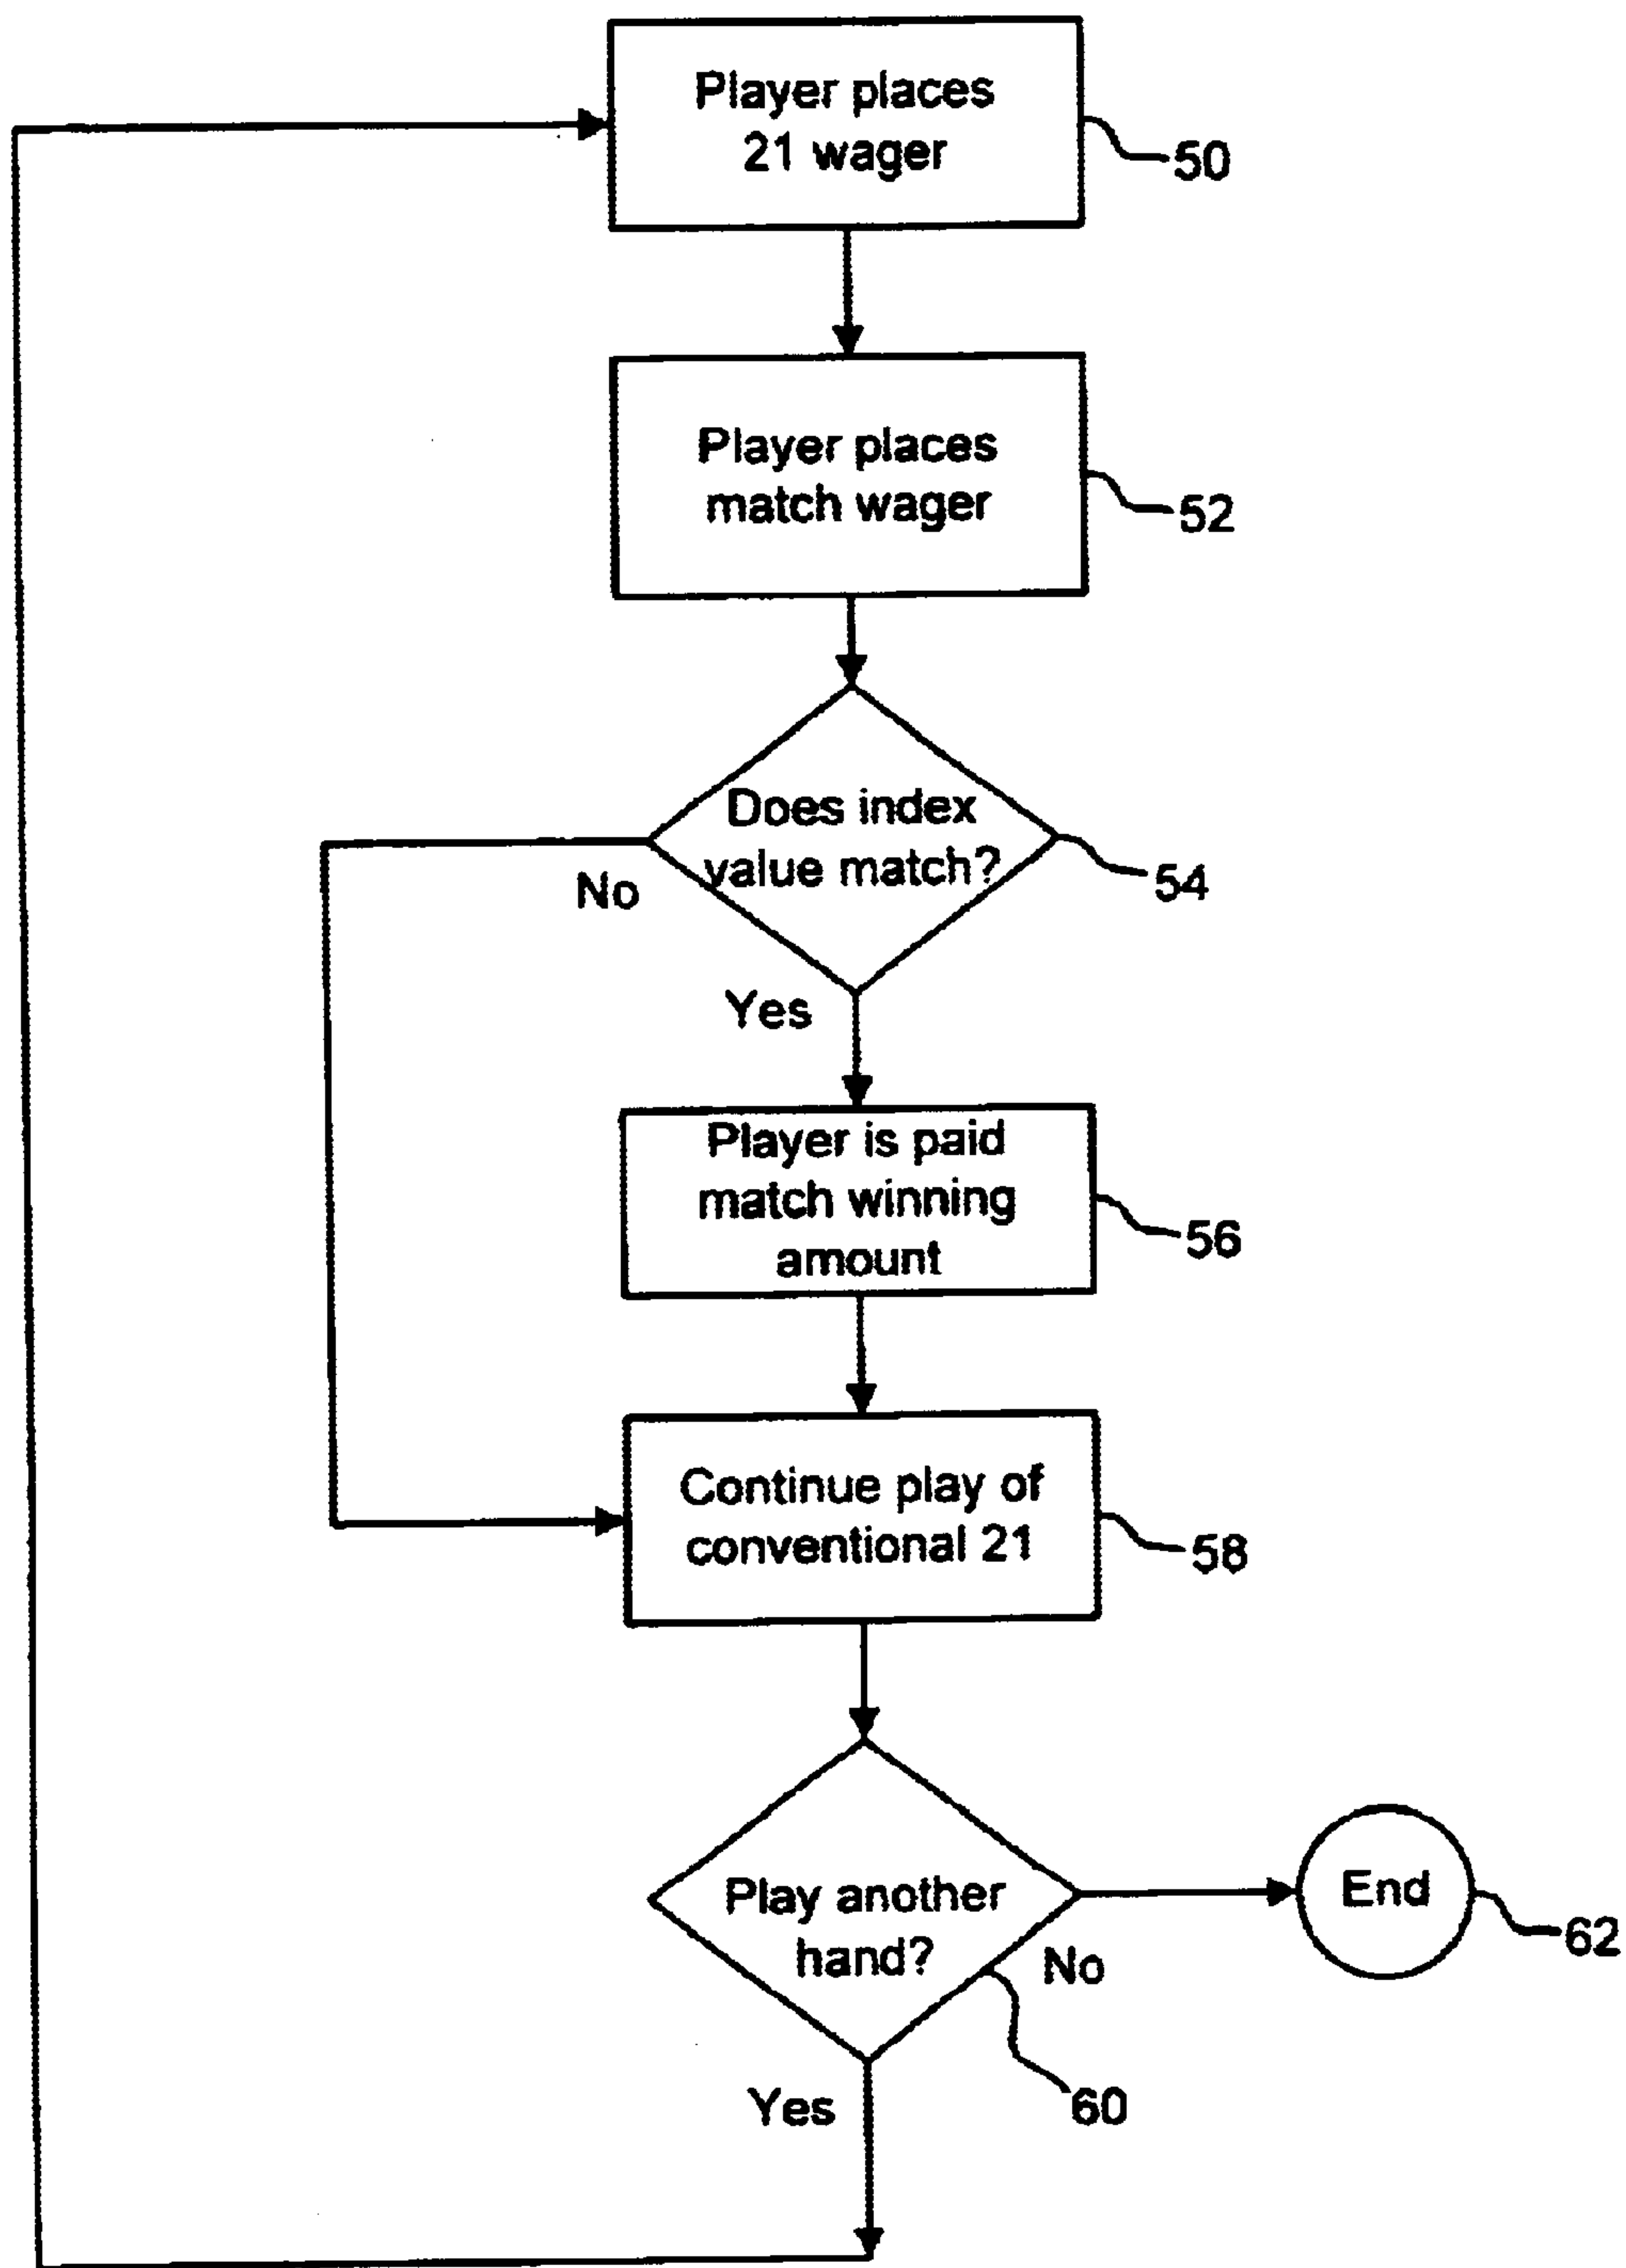 Player places
21 wager
50
Player places
match wager
52
Does index
value match?
54
No
Yes
Player is paid
match winning
amount
56
Continue play of
conventional 21
58
Play another
hand?
No
End
62
60
Yes